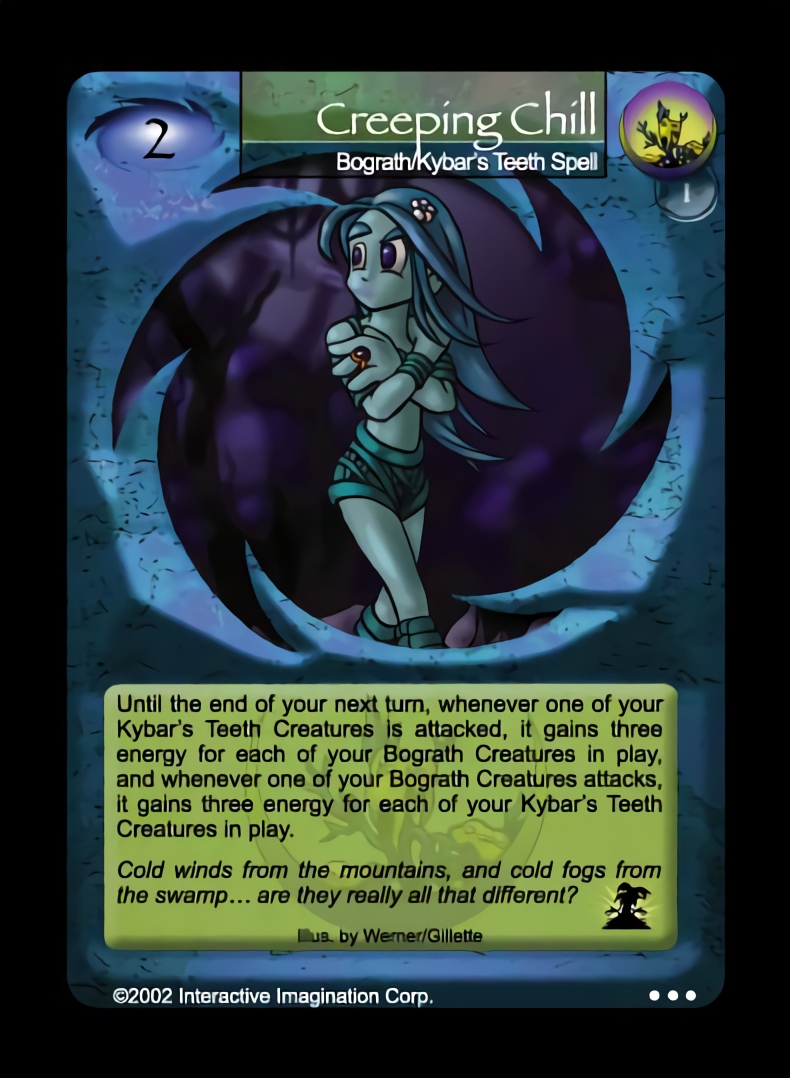 2
Creeping Chill
Bograth/Kybar's Teeth Spell
1
Until the end of your next turn, whenever one of your
Kybar's Teeth Creatures is attacked, it gains three
energy for each of your Bograth Creatures in play,
and whenever one of your Bograth Creatures attacks,
it gains three energy for each of your Kybar's Teeth
Creatures in play.
Cold winds from the mountains, and cold fogs from
the swamp... are they really all that different?
Illus. by Werner/Gillette
©2002 Interactive Imagination Corp.